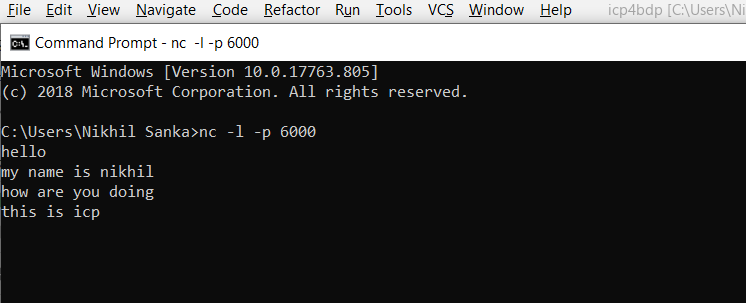 File Edit View Navigate Code Refactor Run Tools VCS Window Help icp4bdp [C:\Users\Ni
C:\. Command Prompt - nc -l -p 6000
Microsoft Windows [Version 10.0.17763.805]
(c) 2018 Microsoft Corporation. All rights reserved.
C:\Users\Nikhil Sanka>nc -l -p 6000
hello
my name is nikhil
how are you doing
this is icp